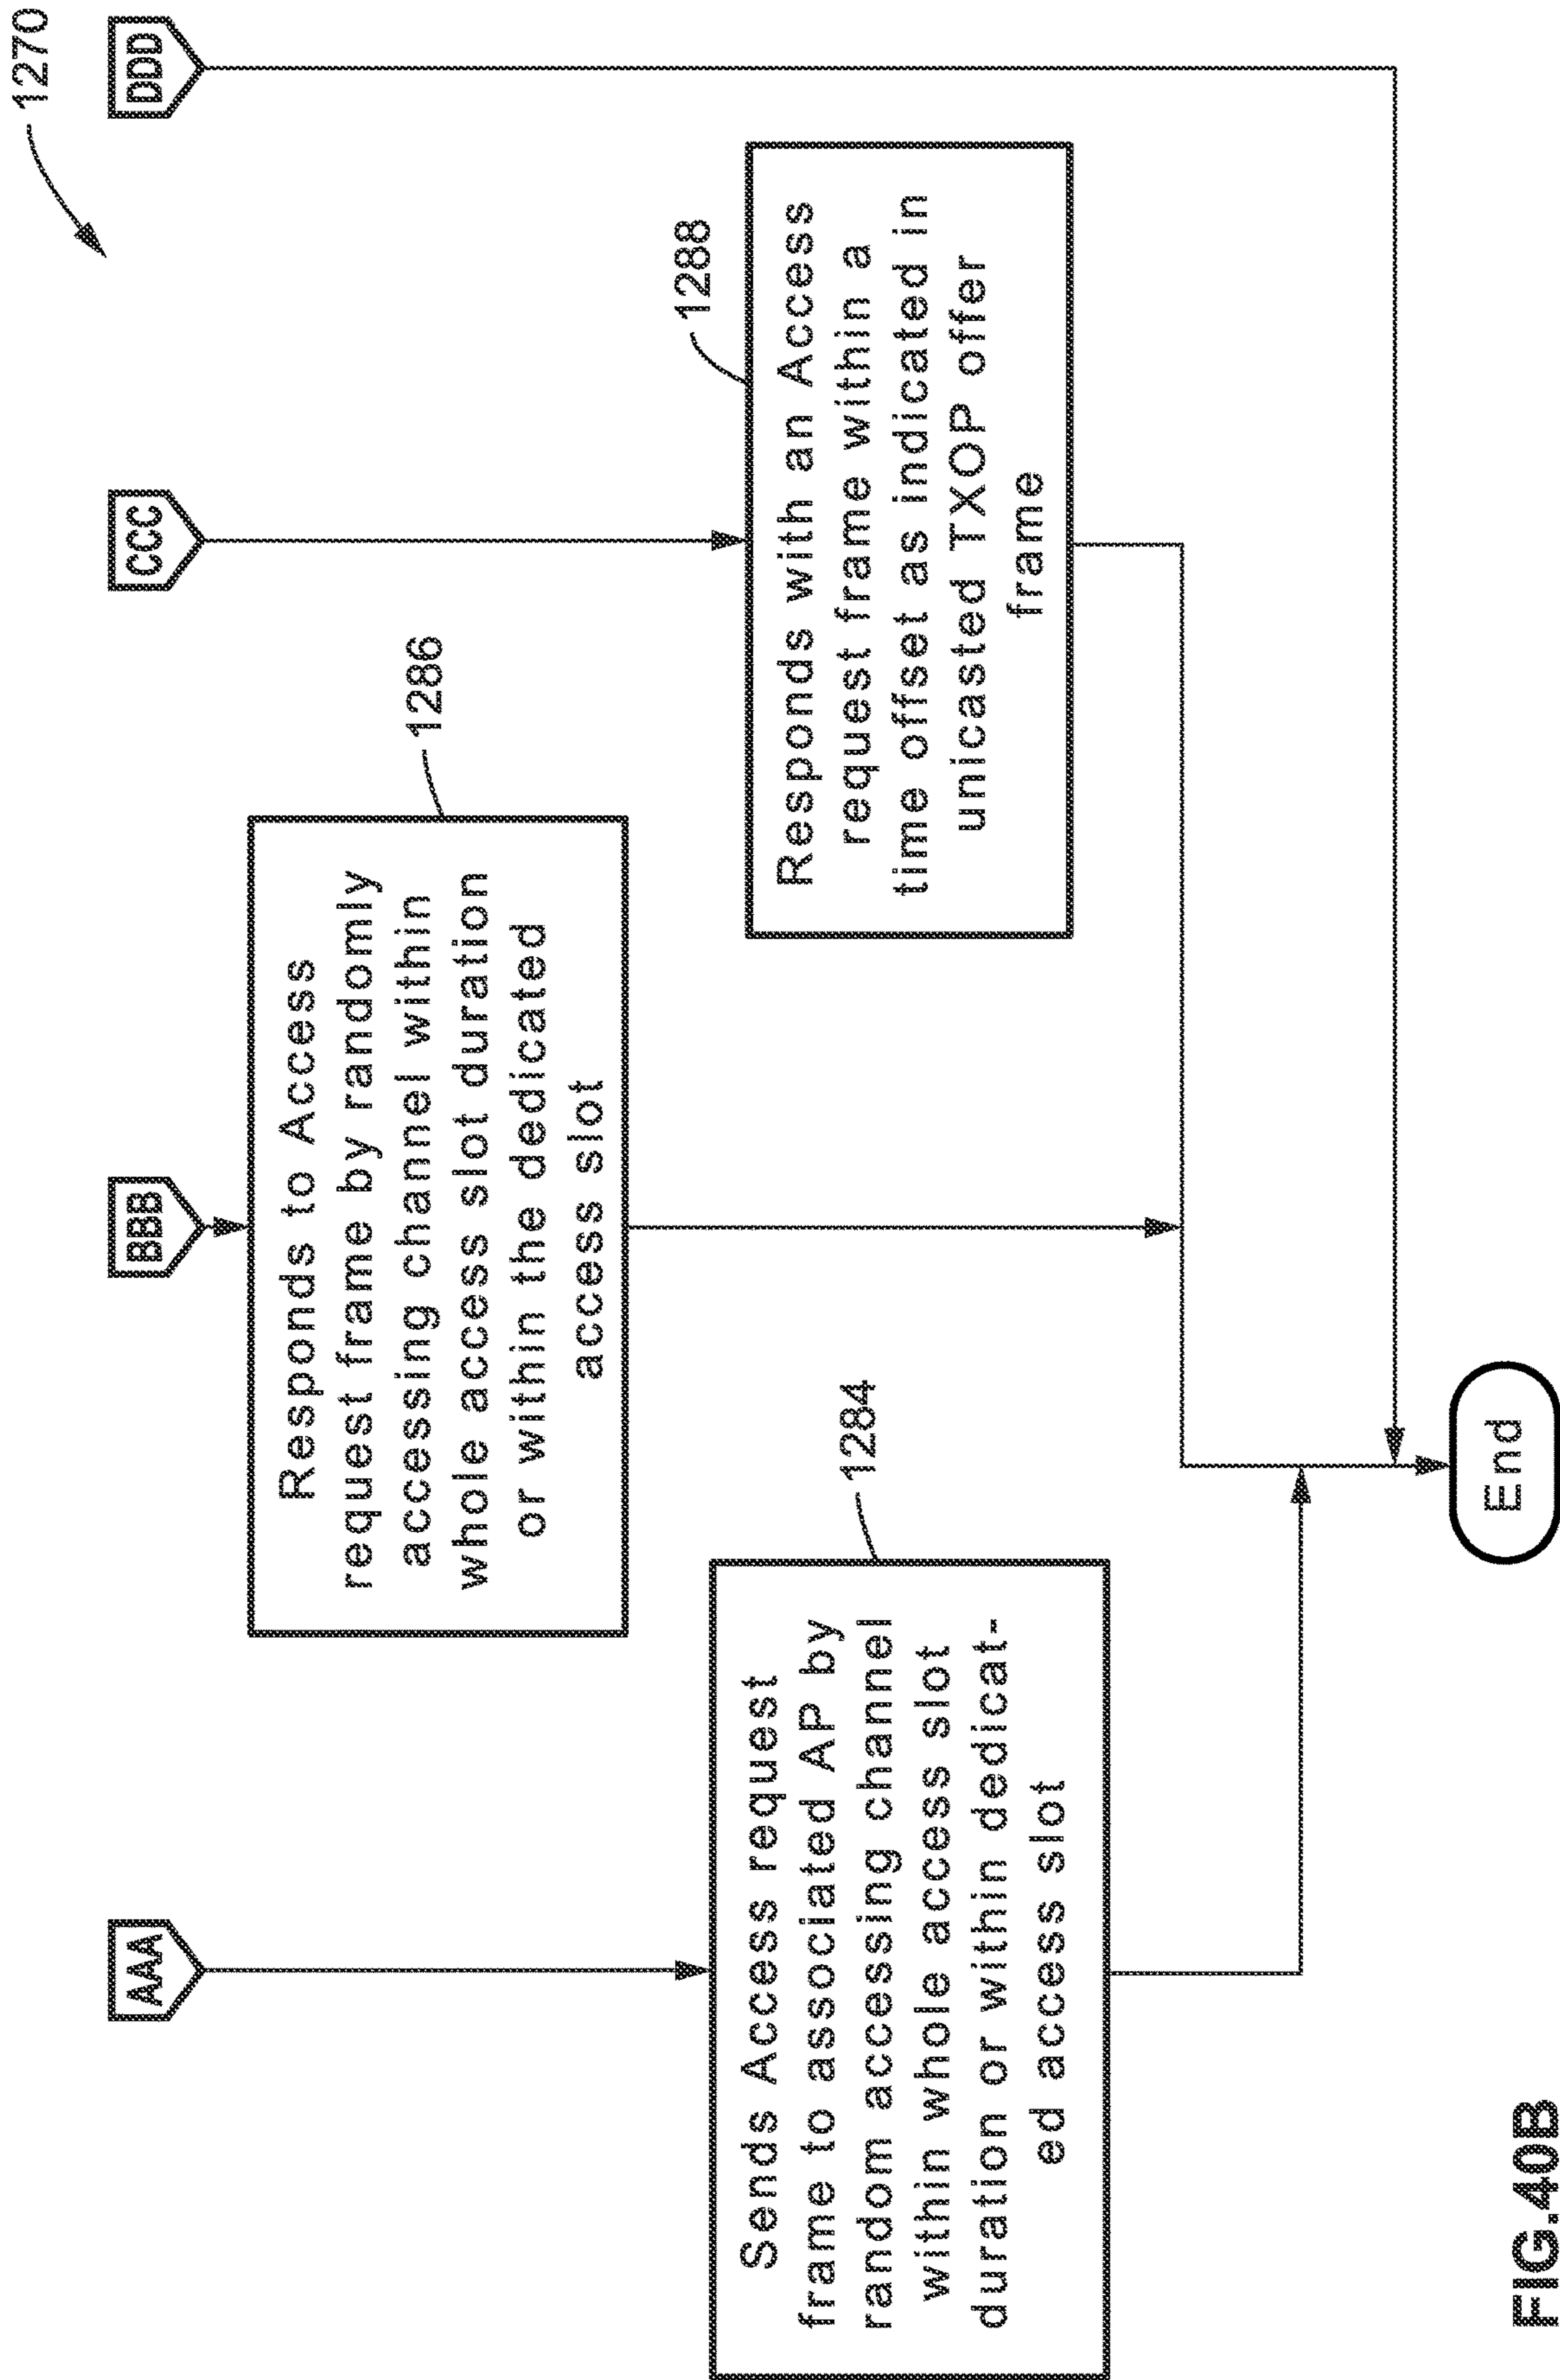 1270
AAA
BBB
CCC
DDD
1286
Responds to Access
request frame by randomly
accessing channel within
whole access slot duration
or within the dedicated
access slot
1284
Sends Access request
frame to associated AP by
random accessing channel
within whole access slot
duration or within dedicat-
ed access slot
1288
Responds with an Access
request frame within a
time offset as indicated in
unicasted TXOP offer
frame
End
FIG.40B